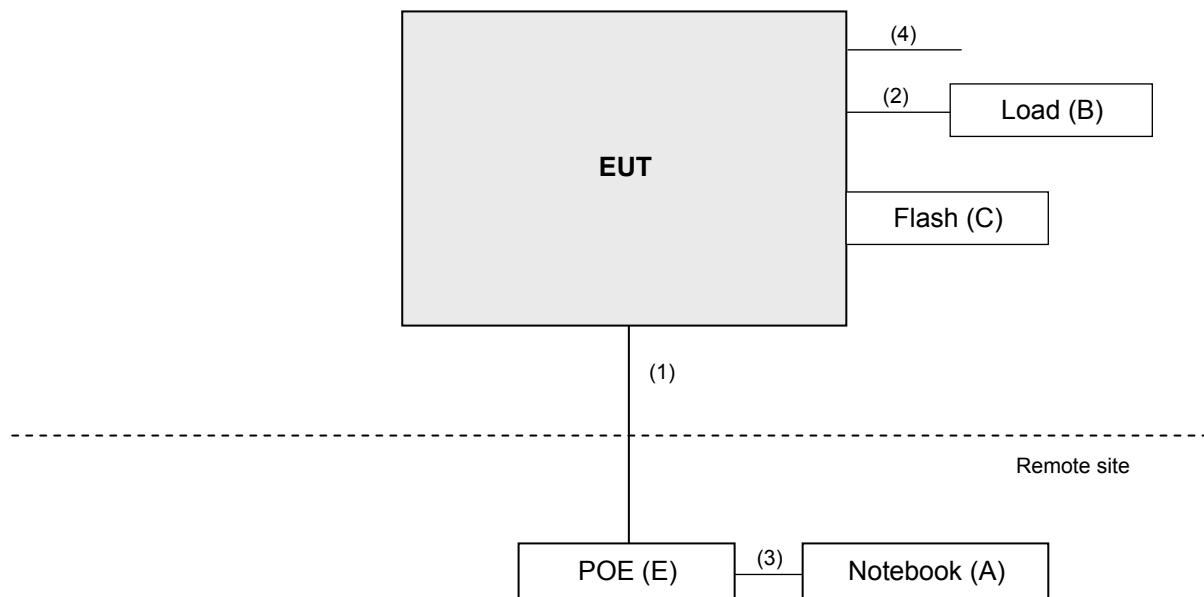 (4)
(2)
Load (B)
EUT
Flash (C)
(1)
Remote site
POE (E)
(3)
Notebook (A)